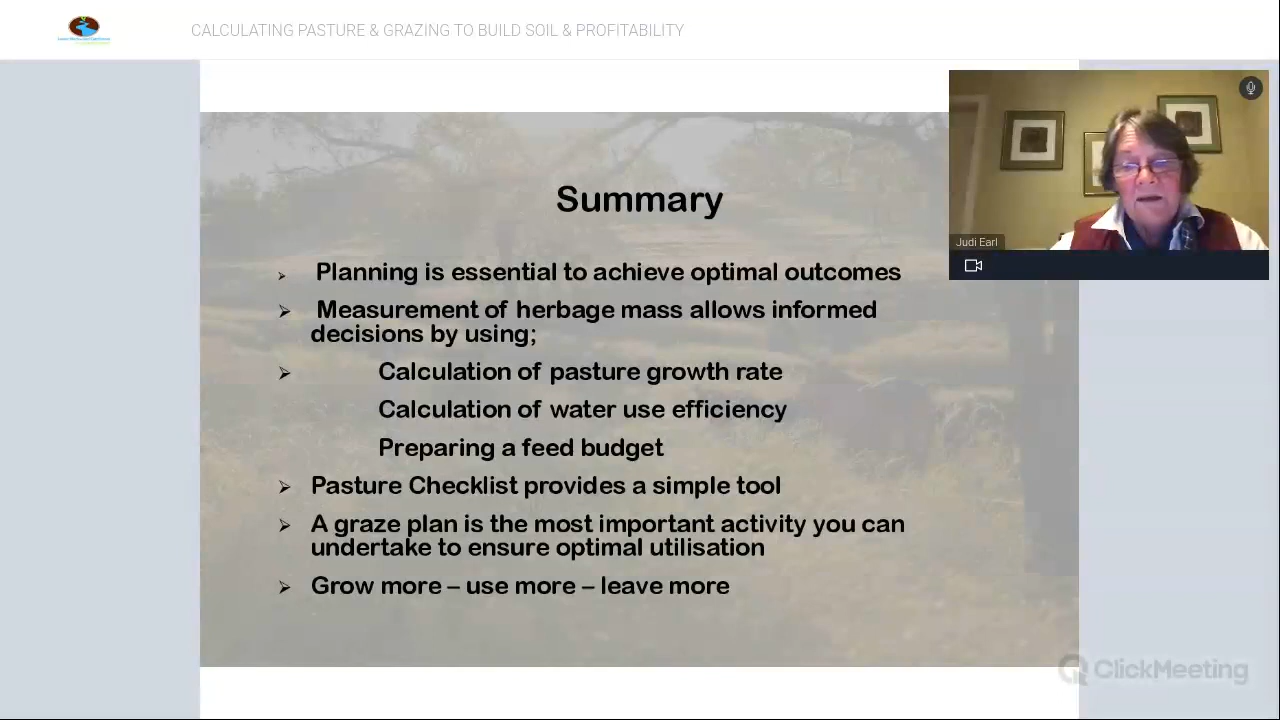 CALCULATING PASTURE & GRAZING TO BUILD SOIL & PROFITABILITY
Judi Earl
Summary
Planning is essential to achieve optimal outcomes
Measurement of herbage mass allows informed
decisions by using;
Calculation of pasture growth rate
Calculation of water use efficiency
Preparing a feed budget
Pasture Checklist provides a simple tool
A graze plan is the most important activity you can
undertake to ensure optimal utilisation
Grow more – use more – leave more
ClickMeeting